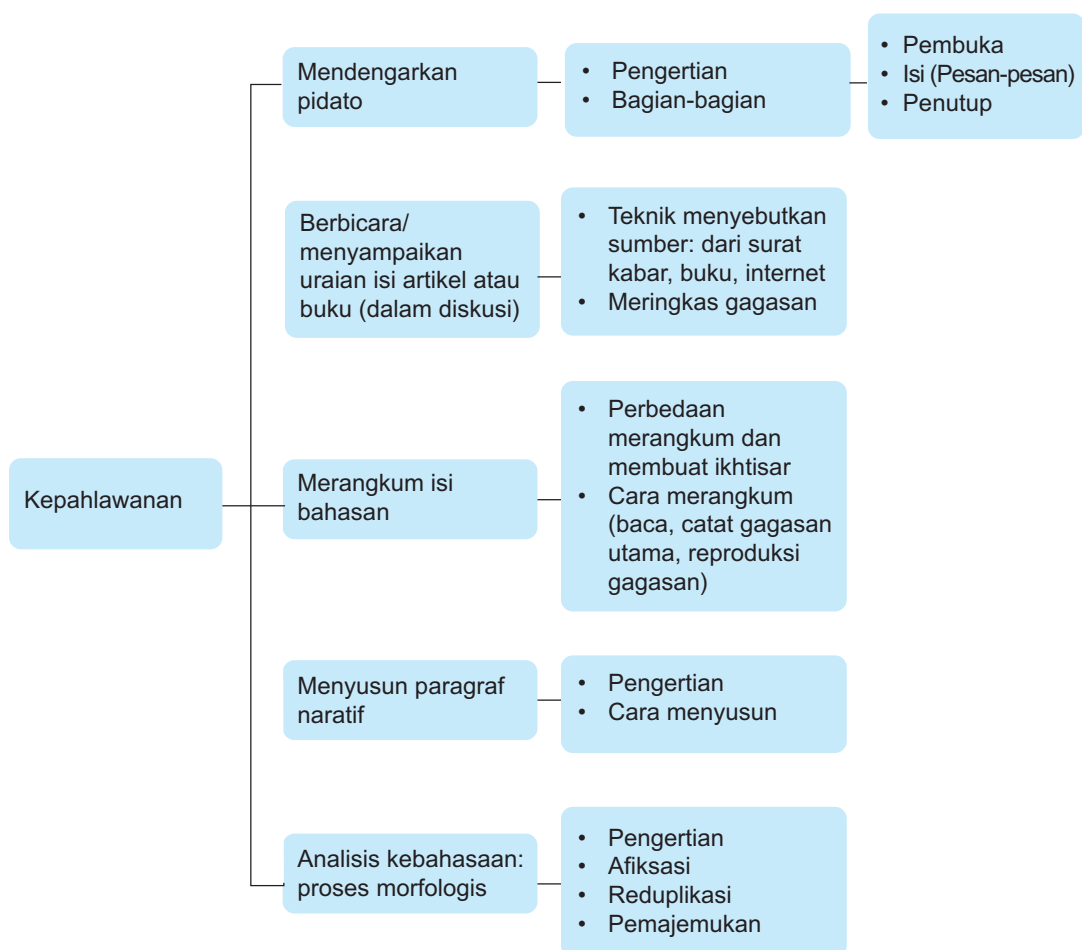 Kepahlawanan
Mendengarkan
pidato
• Pengertian
• Bagian-bagian
• Pembuka
• Isi (Pesan-pesan)
• Penutup
Berbicara/
menyampaikan
uraian isi artikel atau
buku (dalam diskusi)
• Teknik menyebutkan
sumber: dari surat
kabar, buku, internet
• Meringkas gagasan
Merangkum isi
bahasan
• Perbedaan
merangkum dan
membuat ikhtisar
• Cara merangkum
(baca, catat gagasan
utama, reproduksi
gagasan)
Menyusun paragraf
naratif
• Pengertian
• Cara menyusun
Analisis kebahasaan:
proses morfologis
• Pengertian
• Afiksasi
• Reduplikasi
• Pemajemukan